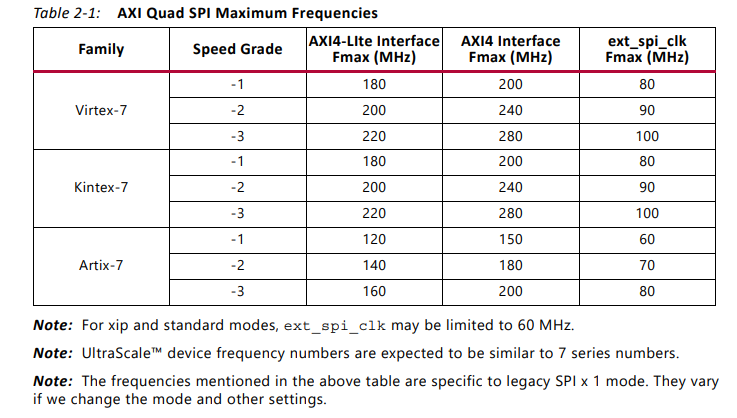 Table 2-1: AXI Quad SPI Maximum Frequencies
Family Speed Grade AXI4-LIte Interface Fmax (MHz) AXI4 Interface Fmax (MHz) ext_spi_clk Fmax (MHz)
Virtex-7
-1 180 200 80
-2 200 240 90
-3 220 280 100
Kintex-7
-1 180 200 80
-2 200 240 90
-3 220 280 100
Artix-7
-1 120 150 60
-2 140 180 70
-3 160 200 80
Note: For xip and standard modes, ext_spi_clk may be limited to 60 MHz.
Note: UltraScale™ device frequency numbers are expected to be similar to 7 series numbers.
Note: The frequencies mentioned in the above table are specific to legacy SPI x 1 mode. They vary
if we change the mode and other settings.